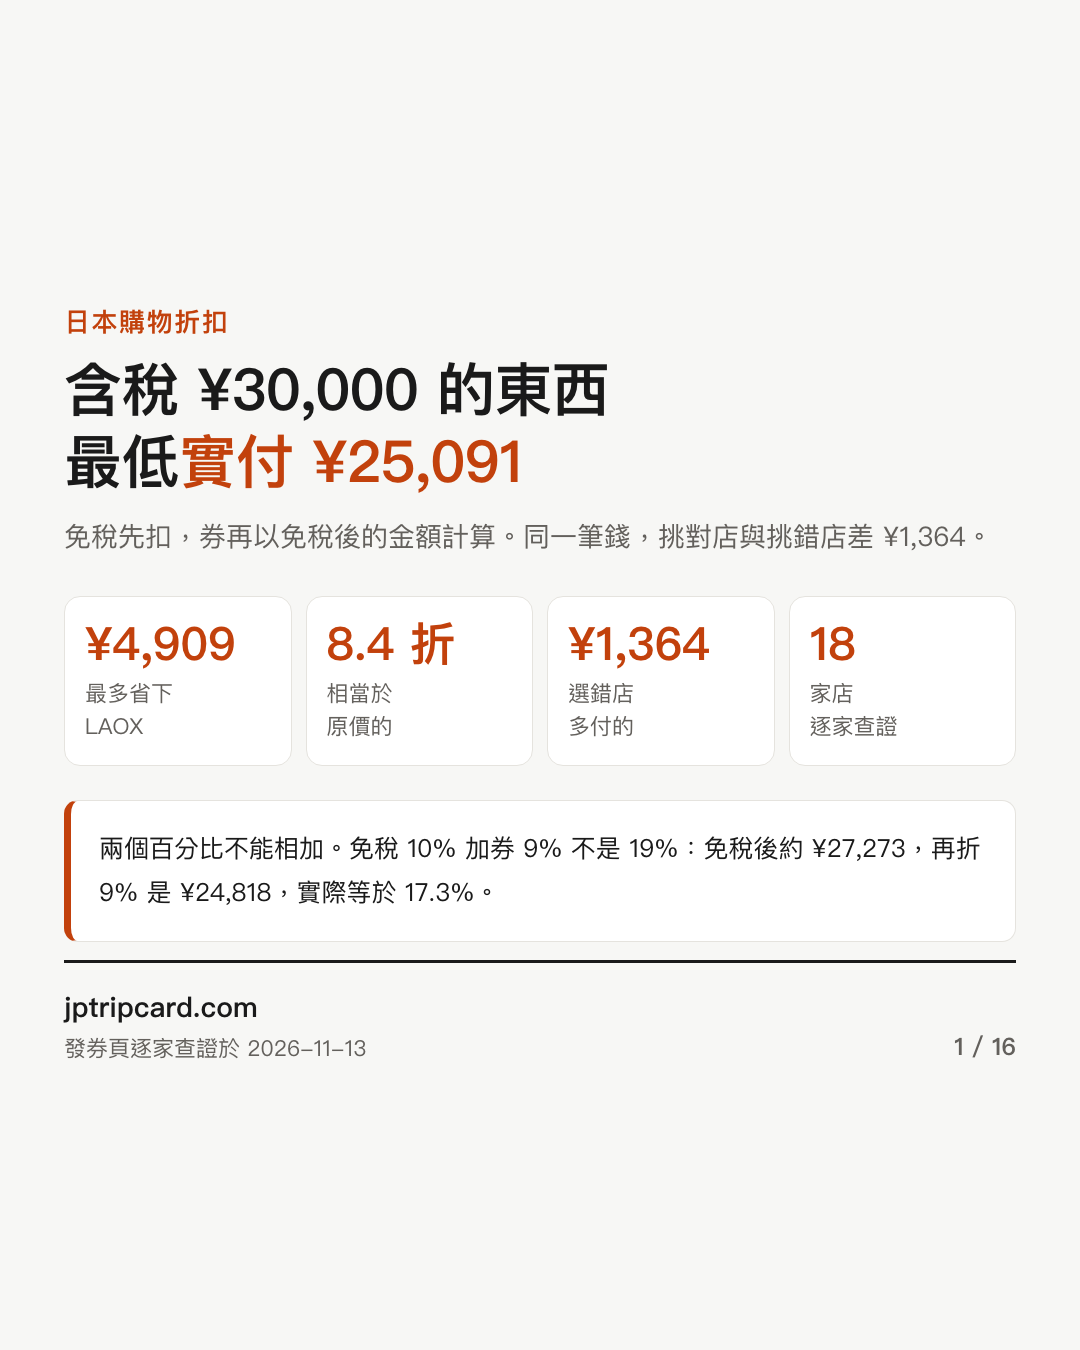 日本購物折扣
含稅 ¥30,000 的東西
最低實付 ¥25,091
免稅先扣，券再以免稅後的金額計算。同一筆錢，挑對店與挑錯店差 ¥1,364。
¥4,909
最多省下
LAOX
8.4 折
相當於
原價的
¥1,364
選錯店
多付的
18
家店
逐家查證
兩個百分比不能相加。免稅 10% 加券 9% 不是 19%：免稅後約 ¥27,273，再折
9% 是 ¥24,818，實際等於 17.3%。
jptripcard.com
發券頁逐家查證於 2026-11-13
1 / 16